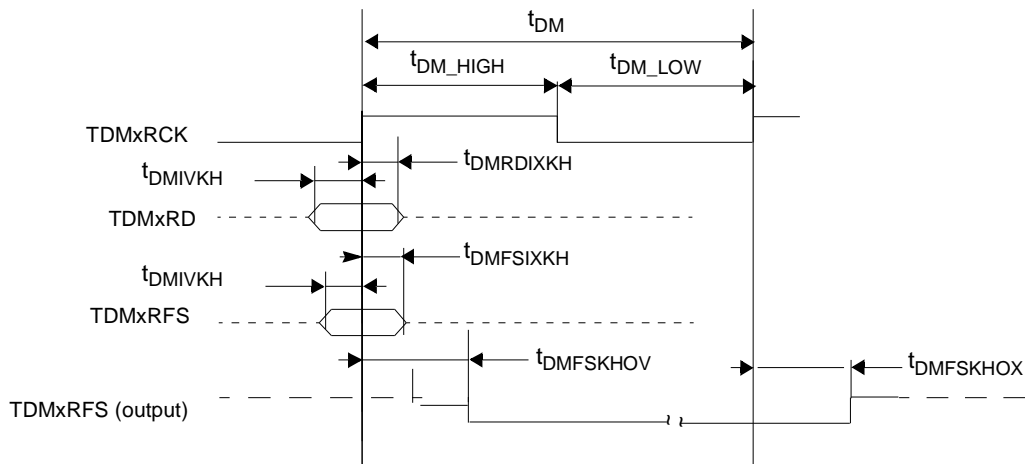 tDM
tDM_HIGH
tDM_LOW
TDMxRCK
tDMIVKH
tDMRDIXKH
TDMxRD
tDMIVKH
tDMFSIXKH
TDMxRFS
tDMFSKHOV
tDMFSKHOX
TDMxRFS (output)